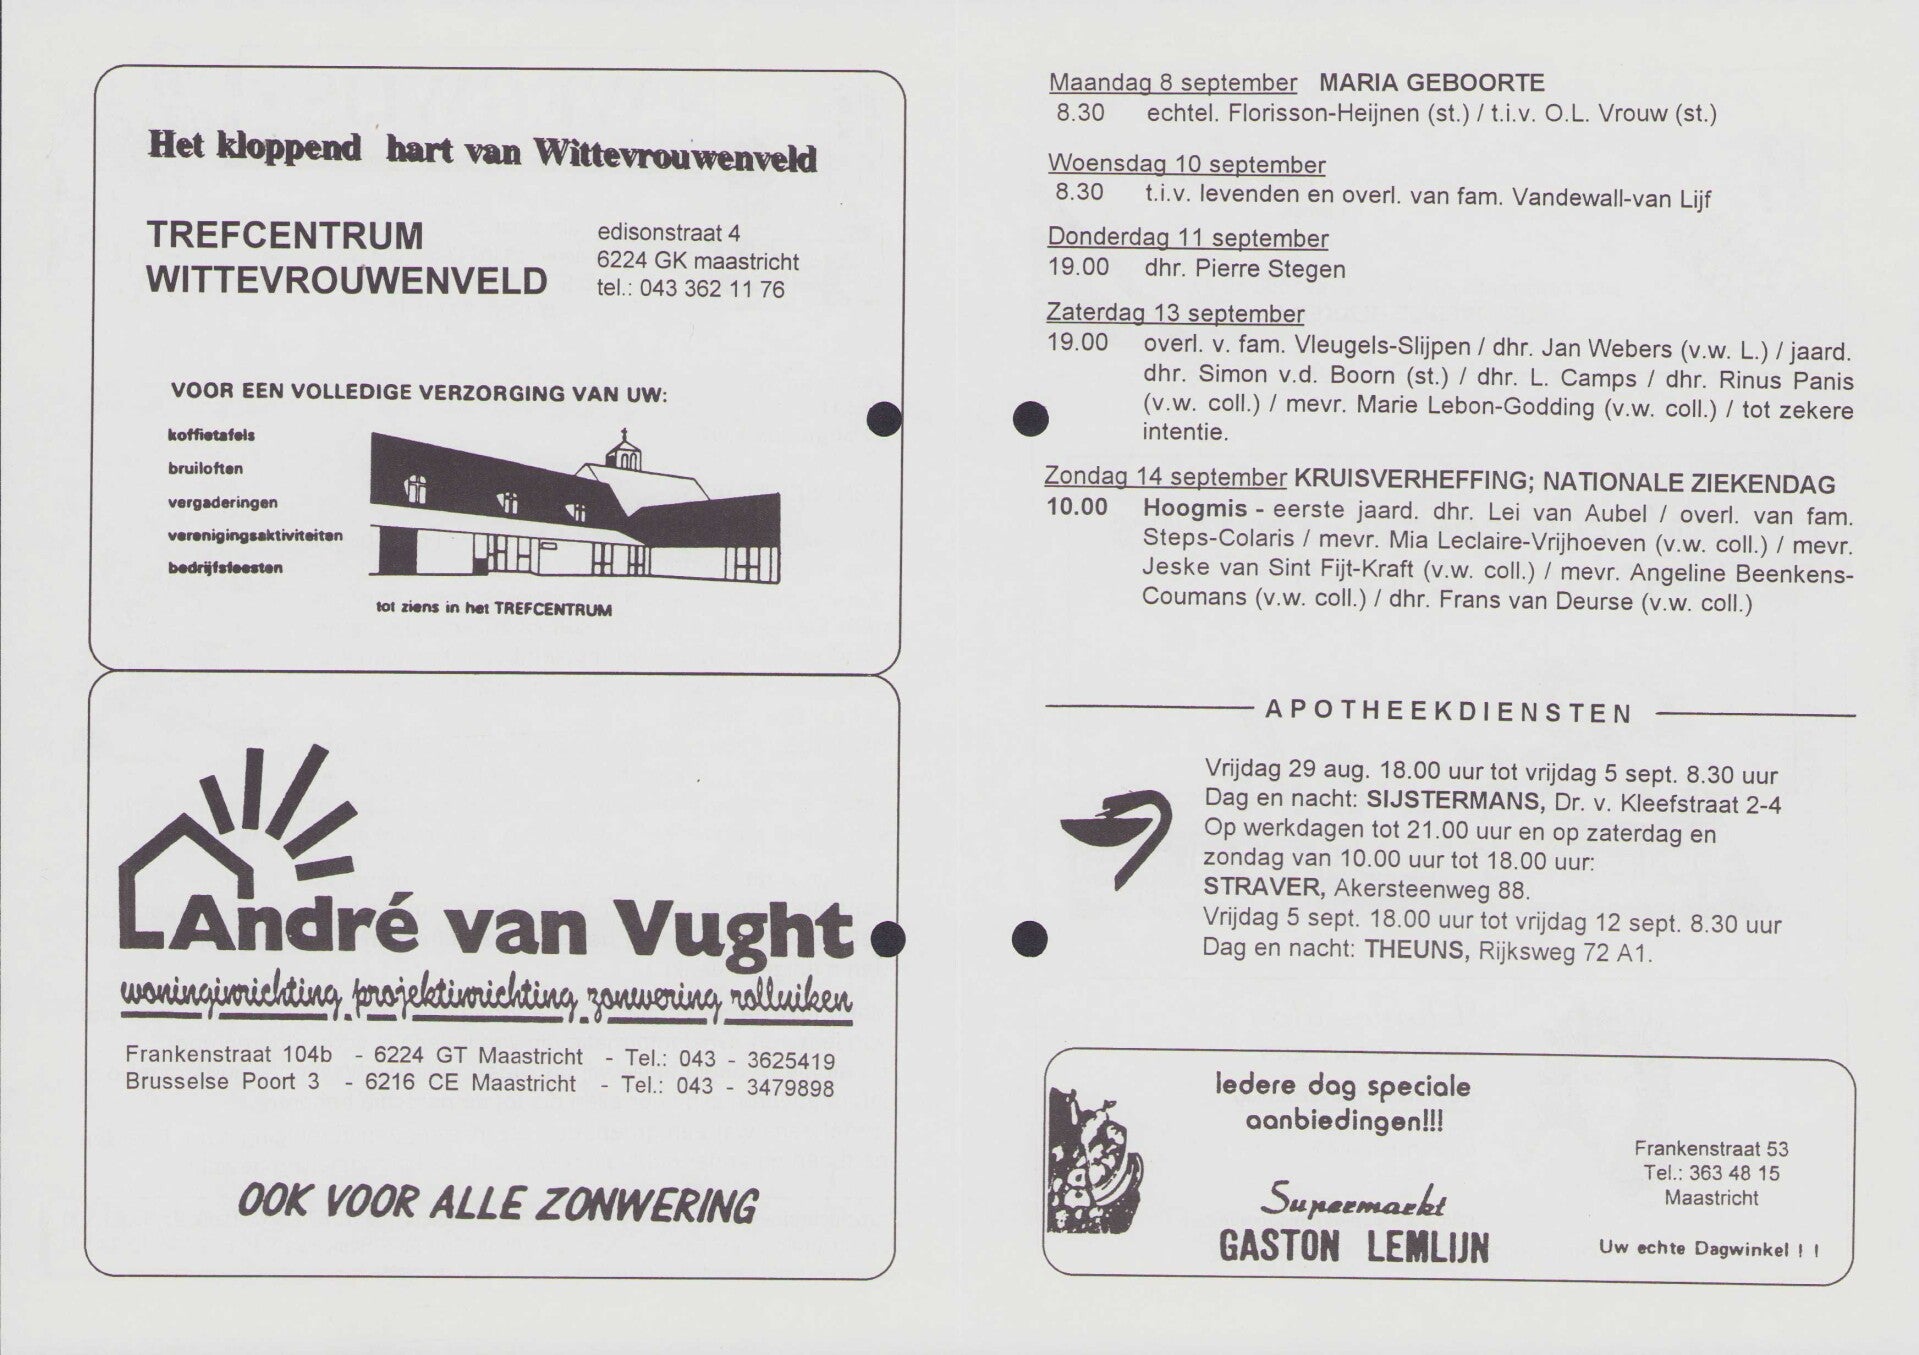 Het kloppend hart van Wittevrouwenveld
TREFCENTRUM
WITTEVROUWENVELD
edisonstraat 4
6224 GK maastricht
tel.: 043 362 11 76
VOOR EEN VOLLEDIGE VERZORGING VAN UW:
koffietafels
bruiloften
vergaderingen
verenigingsaktiviteiten
bedrijfsfeesten
tot ziens in het TREFCENTRUM
André van Vught
woninginrichting projektinrichting zonwering rolluiken
Frankenstraat 104b - 6224 GT Maastricht - Tel.: 043 - 3625419
Brusselse Poort 3 - 6216 CE Maastricht - Tel.: 043 - 3479898
OOK VOOR ALLE ZONWERING
Maandag 8 september MARIA GEBOORTE
8.30 echtel. Florisson-Heijnen (st.) / t.i.v. O.L. Vrouw (st.)
Woensdag 10 september
8.30 t.i.v. levenden en overl. van fam. Vandewall-van Lijf
Donderdag 11 september
19.00 dhr. Pierre Stegen
Zaterdag 13 september
19.00 overl. v. fam. Vleugels-Slijpen / dhr. Jan Webers (v.w. L.) / jaard.
dhr. Simon v.d. Boorn (st.) / dhr. L. Camps / dhr. Rinus Panis
(v.w. coll.) / mevr. Marie Lebon-Godding (v.w. coll.) / tot zekere
intentie.
Zondag 14 september KRUISVERHEFFING; NATIONALE ZIEKENDAG
10.00 Hoogmis - eerste jaard. dhr. Lei van Aubel / overl. van fam.
Steps-Colaris / mevr. Mia Leclaire-Vrijhoeven (v.w. coll.) / mevr.
Jeske van Sint Fijt-Kraft (v.w. coll.) / mevr. Angeline Beenkens-
Coumans (v.w. coll.) / dhr. Frans van Deurse (v.w. coll.)
APOTHEEKDIENSTEN
Vrijdag 29 aug. 18.00 uur tot vrijdag 5 sept. 8.30 uur
Dag en nacht: SIJSTERMANS, Dr. v. Kleefstraat 2-4
Op werkdagen tot 21.00 uur en op zaterdag en
zondag van 10.00 uur tot 18.00 uur:
STRAVER, Akersteenweg 88.
Vrijdag 5 sept. 18.00 uur tot vrijdag 12 sept. 8.30 uur
Dag en nacht: THEUNS, Rijksweg 72 A1.
Iedere dag speciale
aanbiedingen!!!
Supermarkt
GASTON LEMLIJN
Frankenstraat 53
Tel.: 363 48 15
Maastricht
Uw echte Dagwinkel ! !